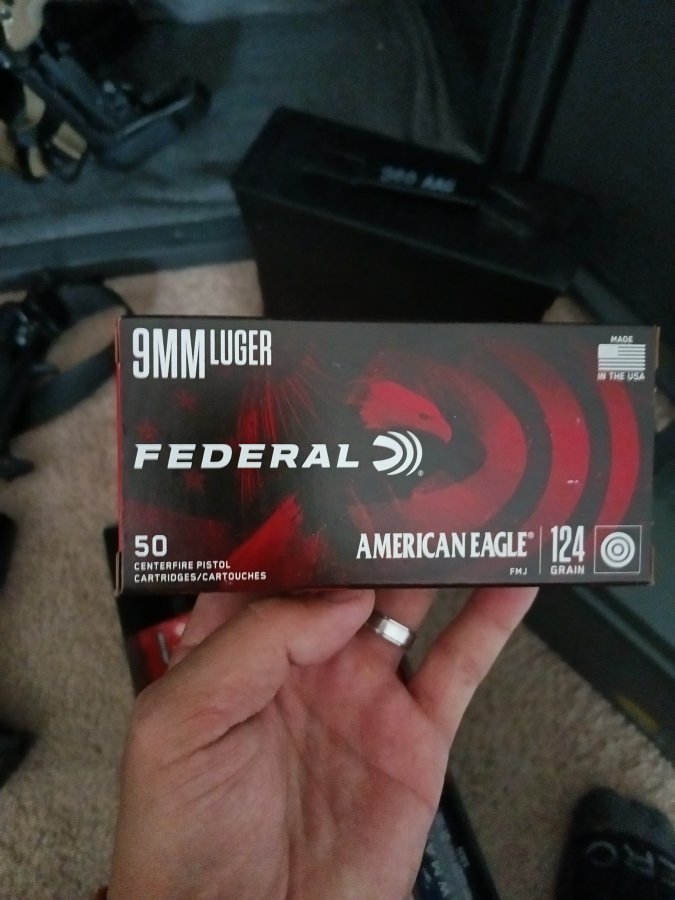 9MM LUGER
MADE
IN THE USA
FEDERAL
®
50
CENTERFIRE PISTOL
CARTRIDGES/CARTOUCHES
AMERICAN EAGLE®
FMJ
124
GRAIN